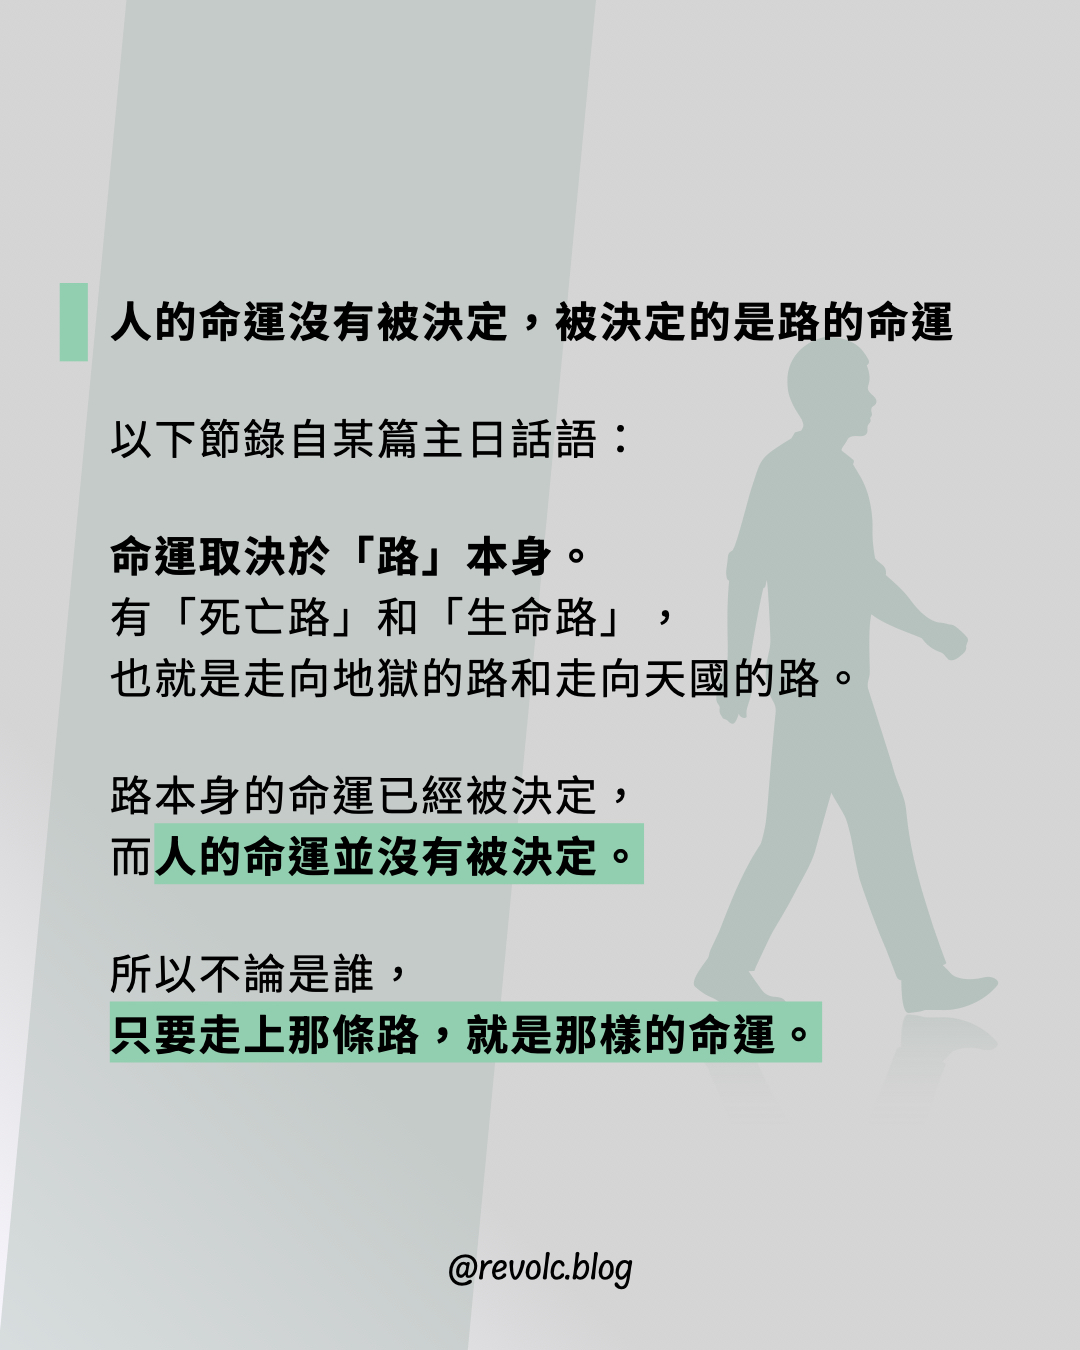 人的命運沒有被決定，被決定的是路的命運
以下節錄自某篇主日話語：
命運取決於「路」本身。
有「死亡路」和「生命路」，
也就是走向地獄的路和走向天國的路。
路本身的命運已經被決定，
而人的命運並沒有被決定。
所以不論是誰，
只要走上那條路，就是那樣的命運。
@revolc.blog